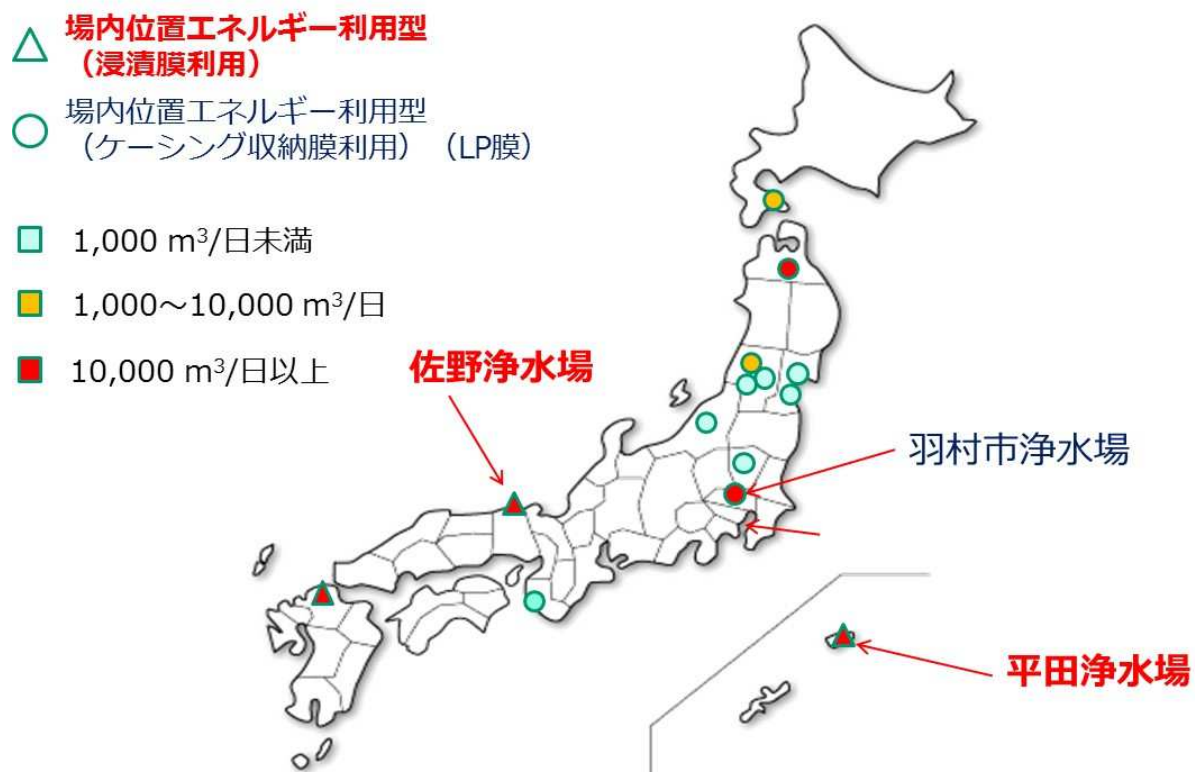 場内位置エネルギー利用型
（浸漬膜利用）
場内位置エネルギー利用型
（ケーシング収納膜利用）（LP膜）
1,000 m³/日未満
1,000～10,000 m³/日
10,000 m³/日以上
佐野浄水場
羽村市浄水場
平田浄水場